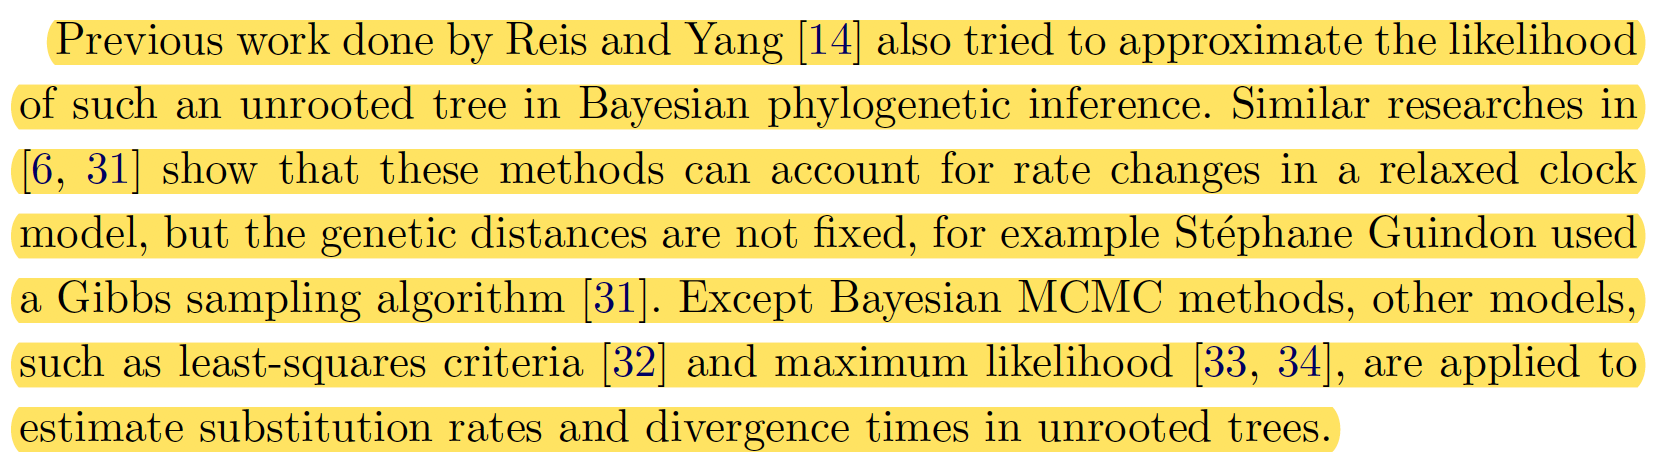 Previous work done by Reis and Yang [14] also tried to approximate the likelihood
of such an unrooted tree in Bayesian phylogenetic inference. Similar researches in
[6, 31] show that these methods can account for rate changes in a relaxed clock
model, but the genetic distances are not fixed, for example Stéphane Guindon used
a Gibbs sampling algorithm [31]. Except Bayesian MCMC methods, other models,
such as least-squares criteria [32] and maximum likelihood [33, 34], are applied to
estimate substitution rates and divergence times in unrooted trees.